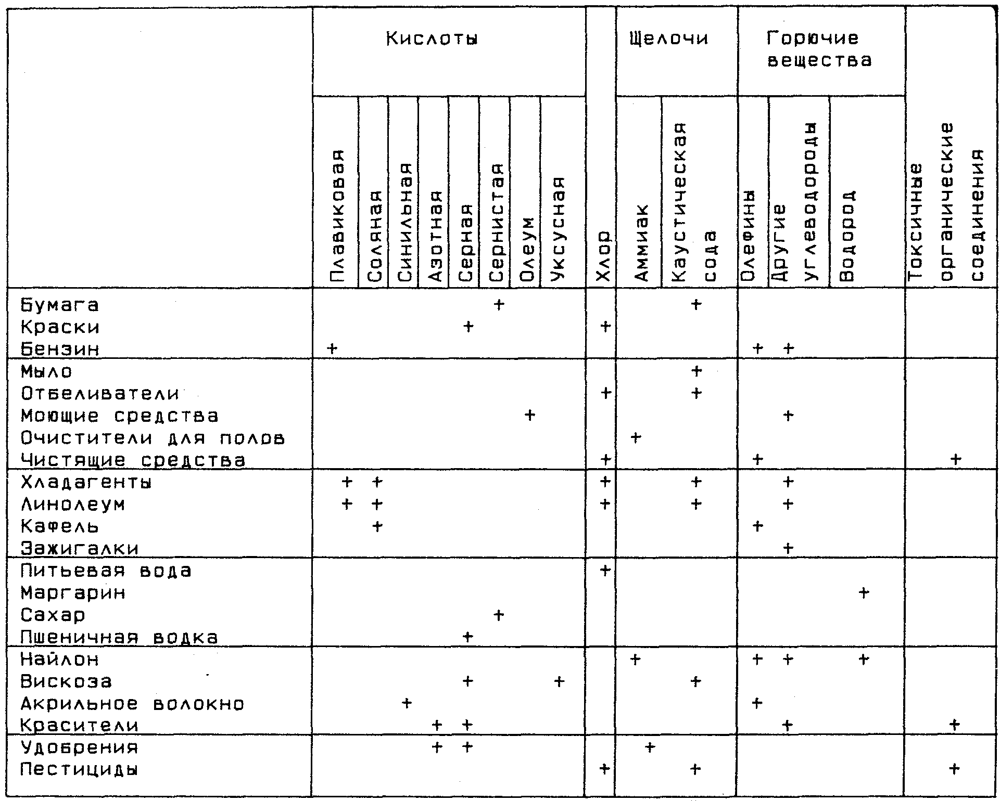 Кислоты Щелочи Горючие
вещества
Плавиковая
Соляная
Синильная
Азотная
Серная
Сернистая
Олеум
Уксусная
Хлор
Аммиак
Каустическая
сода
Олефины
Другие
углеводороды
Водород
Токсичные
органические
соединения
Бумага + +
Краски + +
Бензин + + +
Мыло +
Отбеливатели + +
Моющие средства + +
Очистители для полов +
Чистящие средства + + +
Хладагенты + + + + +
Линолеум + + + + +
Кафель + +
Зажигалки +
Питьевая вода +
Маргарин +
Сахар +
Пшеничная водка +
Найлон + + + +
Вискоза + + +
Акрильное волокно + +
Красители + + + +
Удобрения + + +
Пестициды + + +